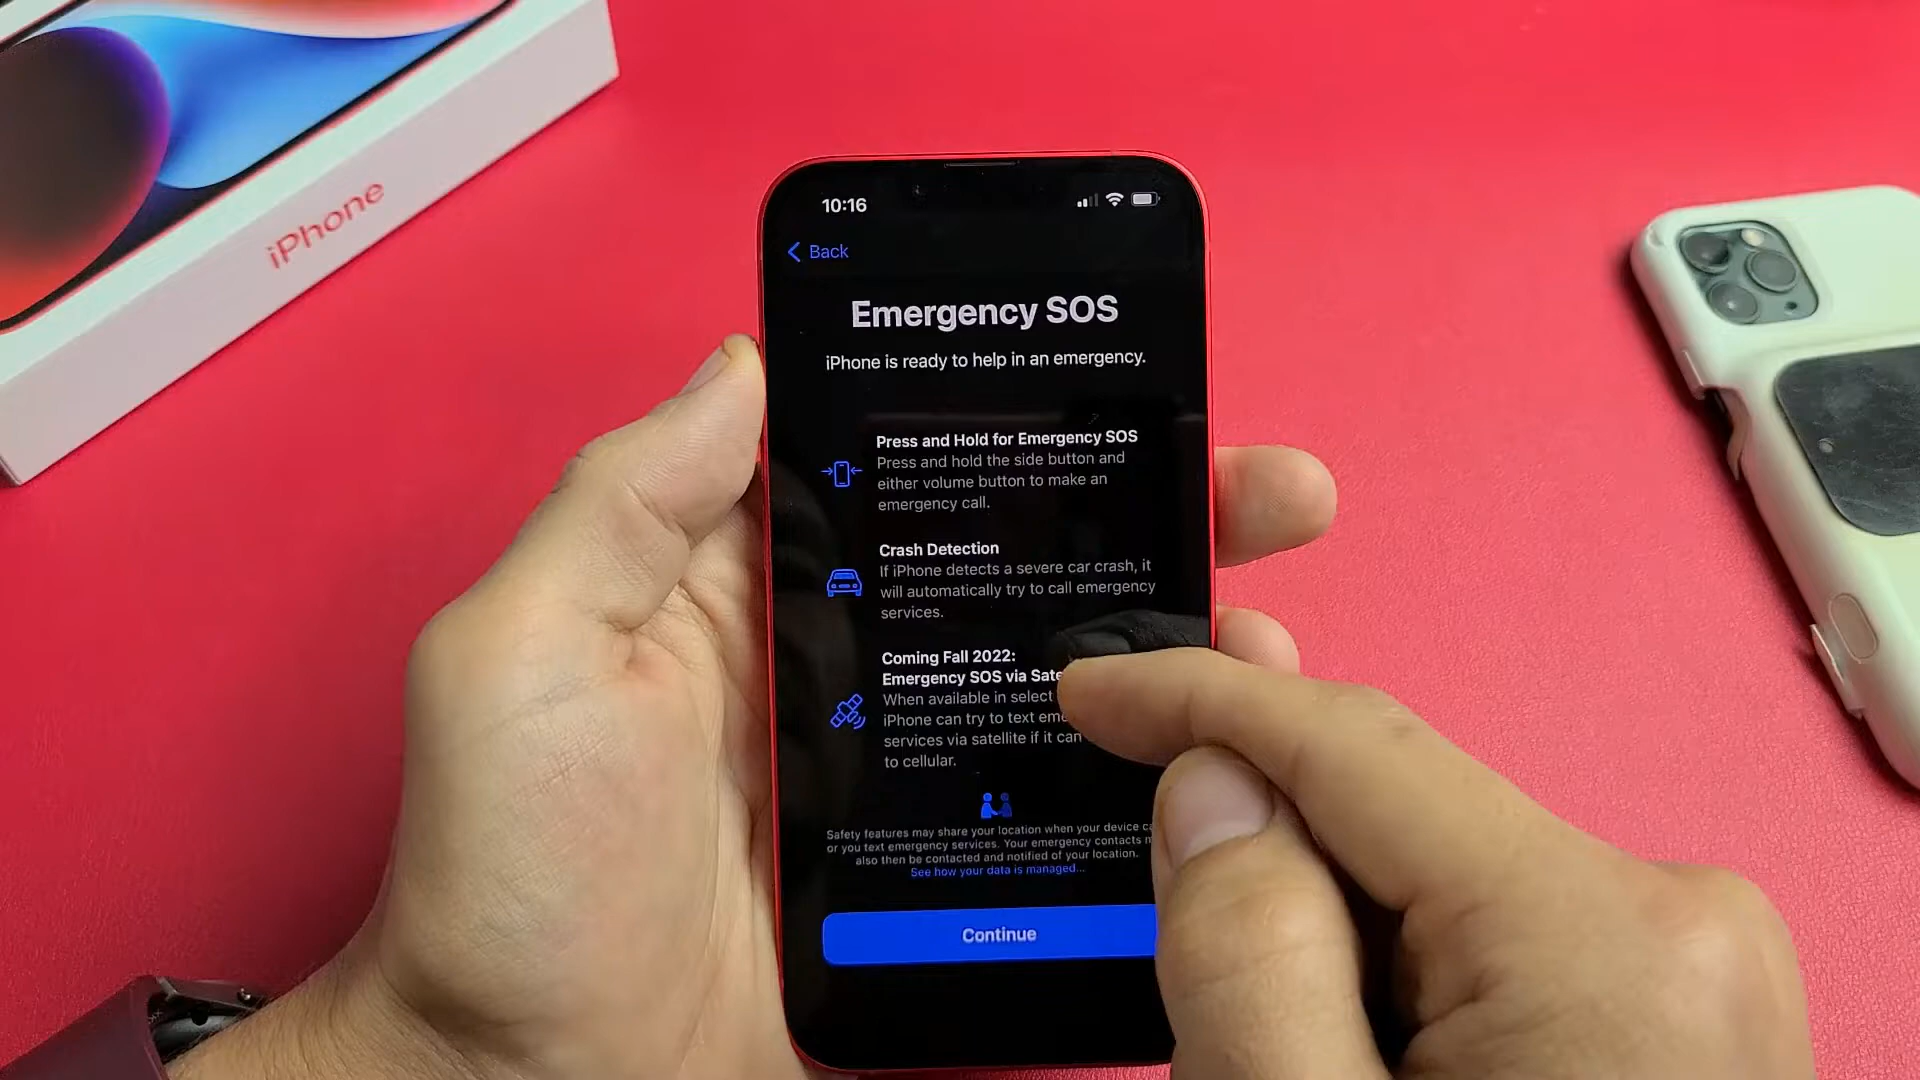 iPhone
10:16
Back
Emergency SOS
iPhone is ready to help in an emergency.
Press and Hold for Emergency SOS
Press and hold the side button and
either volume button to make an
emergency call.
Crash Detection
If iPhone detects a severe car crash, it
will automatically try to call emergency
services.
Coming Fall 2022:
Emergency SOS via
When available in select
iPhone can try to text
services via satellite if it can
to cellular.
Safety features may share your location when your device
or you text emergency services. Your emergency contacts
also then be contacted and notified of your location.
See how your data is managed...
Continue